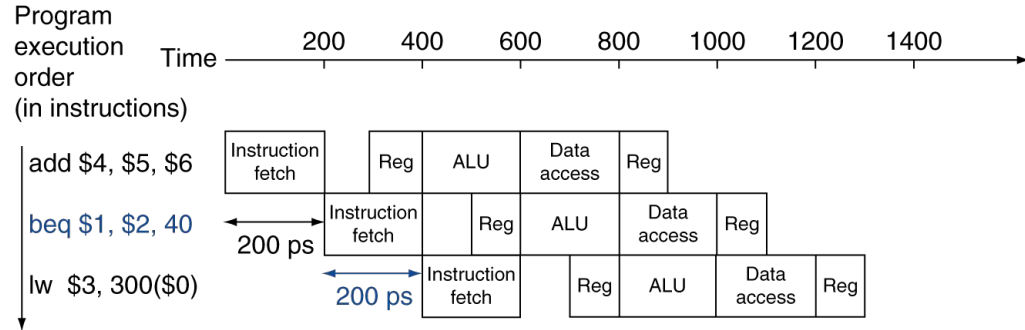 Program
execution
order
(in instructions)
Time
200 400 600 800 1000 1200 1400
add $4, $5, $6
Instruction
fetch
Reg
ALU
Data
access
Reg
beq $1, $2, 40
200 ps
Instruction
fetch
Reg
ALU
Data
access
Reg
lw $3, 300($0)
200 ps
Instruction
fetch
Reg
ALU
Data
access
Reg